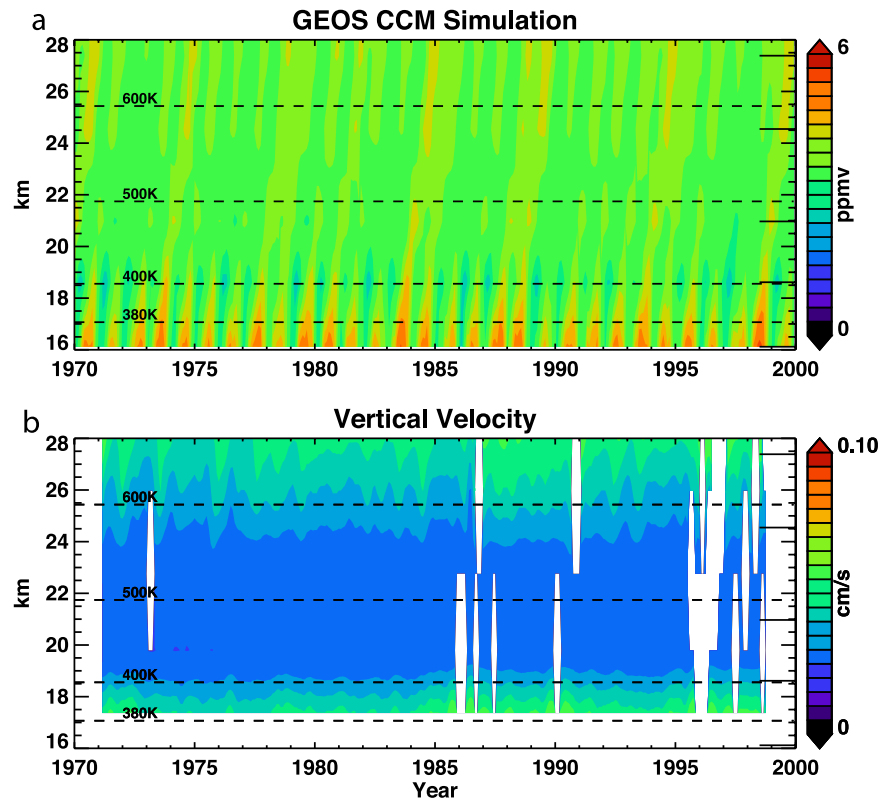 a
GEOS CCM Simulation
28
26
24
22
20
18
16
km
600K
500K
400K
380K
1970 1975 1980 1985 1990 1995 2000
6
ppmv
0
b
Vertical Velocity
28
26
24
22
20
18
16
km
600K
500K
400K
380K
1970 1975 1980 1985 1990 1995 2000
Year
0.10
cm/s
0